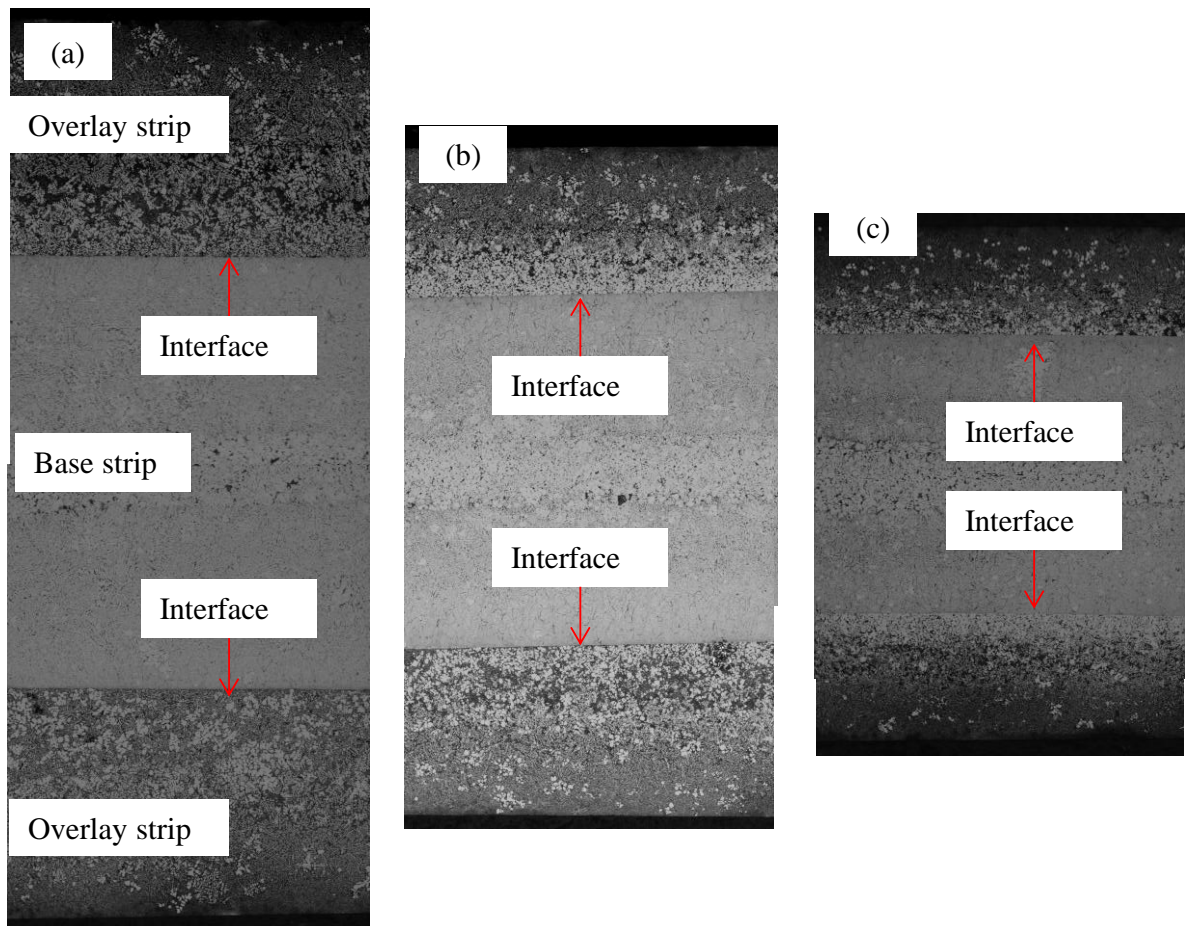 (a)
Overlay strip
Interface
Base strip
Interface
Overlay strip
(b)
Interface
Interface
(c)
Interface
Interface